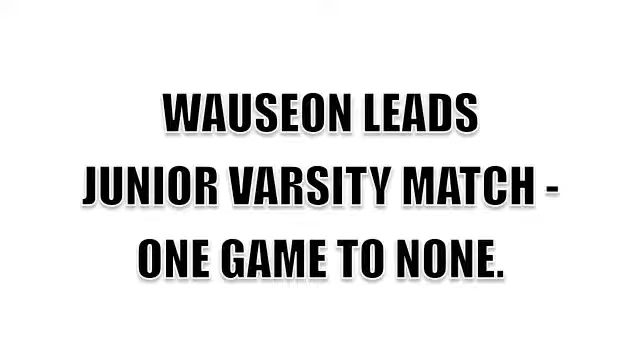 WAUSEON LEADS
JUNIOR VARSITY MATCH -
ONE GAME TO NONE.